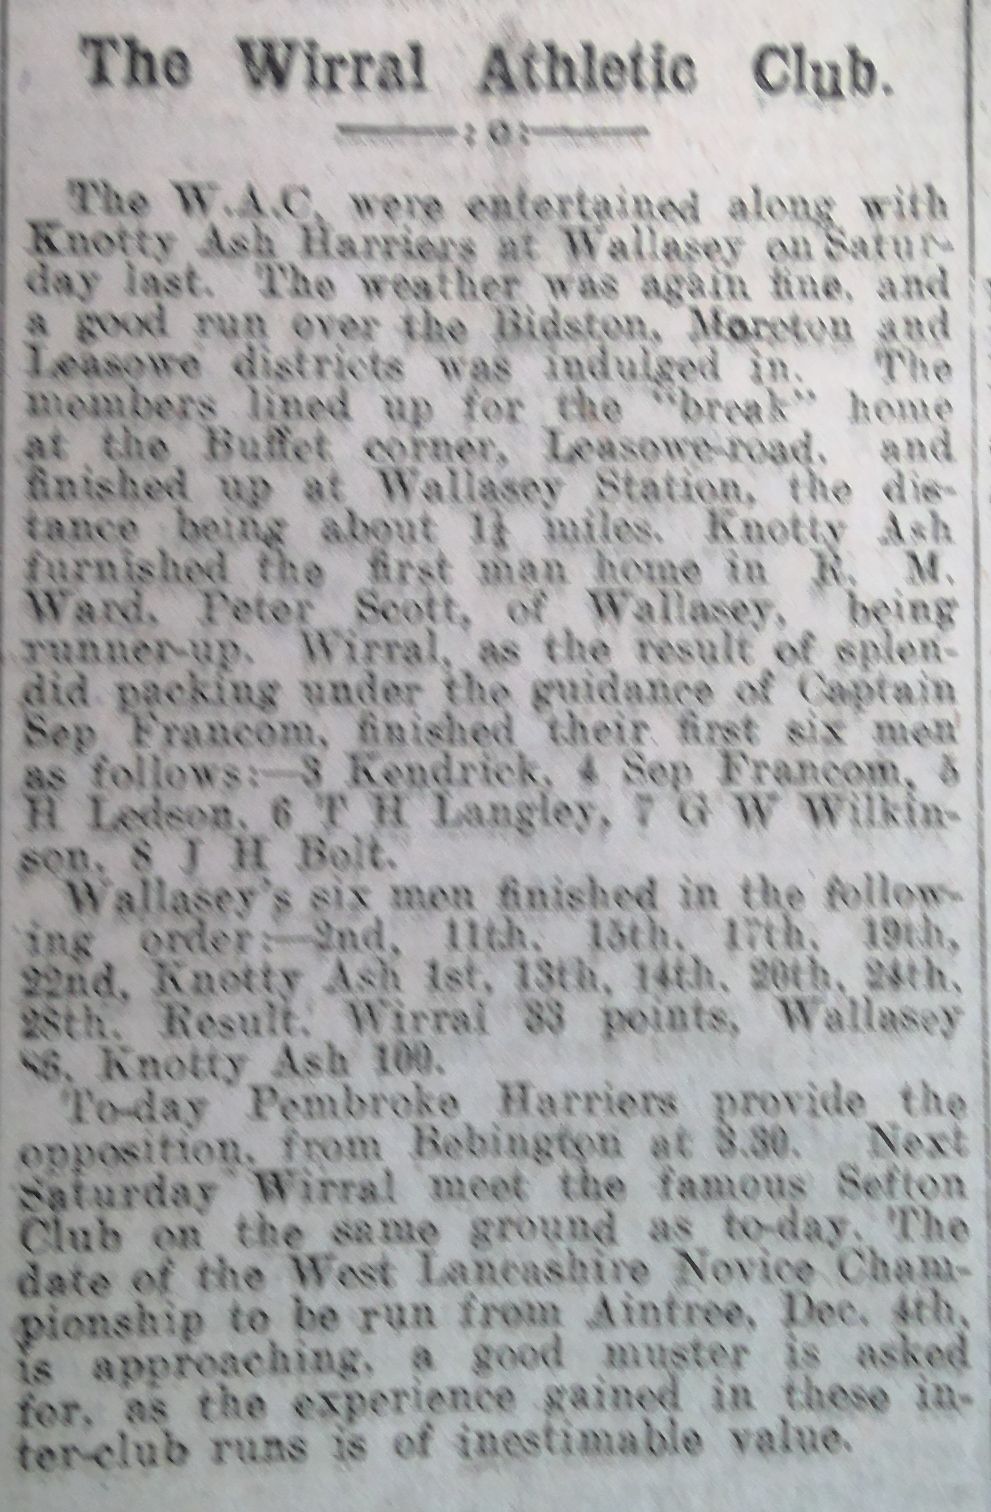 The Wirral Athletic Club.
:o:
The W.A.C. were entertained along with
Knotty Ash Harriers at Wallasey on Satur-
day last. The weather was again fine, and
a good run over the Bidston, Moreton and
Leasowe districts was indulged in. The
members lined up for the "break" home
at the Buffet corner, Leasowe-road, and
finished up at Wallasey Station, the dis-
tance being about miles. Knotty Ash
furnished the first man home in R. M.
Ward, Peter Scott, of Wallasey, being
runner-up. Wirral, as the result of splen-
did packing under the guidance of Captain
Sep Francom, finished their first six men
as follows:—3 Kendrick, 4 Sep Francom, 5
H Ledson, 6 T H Langley, 7 G W Wilkin-
son, 8 J H Bolt.
Wallasey's six men finished in the follow-
ing order:—2nd, 11th, 15th, 17th, 19th,
22nd, Knotty Ash 1st, 13th, 14th, 20th, 24th,
28th. Result: Wirral 33 points, Wallasey
86, Knotty Ash 100.
To-day Pembroke Harriers provide the
opposition, from Bebington at 3.30. Next
Saturday Wirral meet the famous Sefton
Club on the same ground as to-day. The
date of the West Lancashire Novice Cham-
pionship to be run from Aintree, Dec. 4th,
is approaching, a good muster is asked
for, as the experience gained in these in-
ter-club runs is of inestimable value.